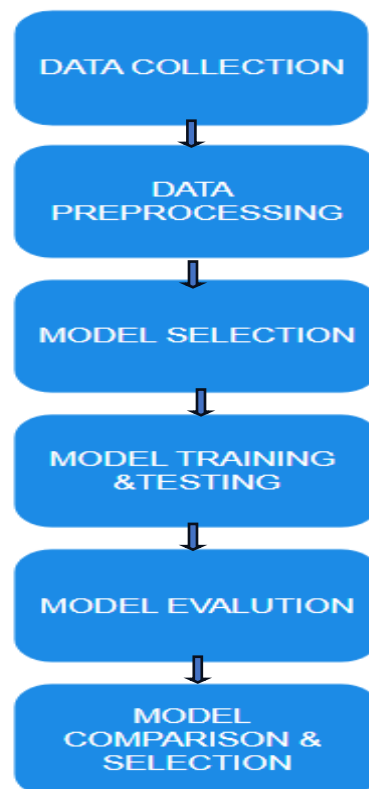 DATA COLLECTION
DATA
PREPROCESSING
MODEL SELECTION
MODEL TRAINING
&TESTING
MODEL EVALUTION
MODEL
COMPARISON &
SELECTION